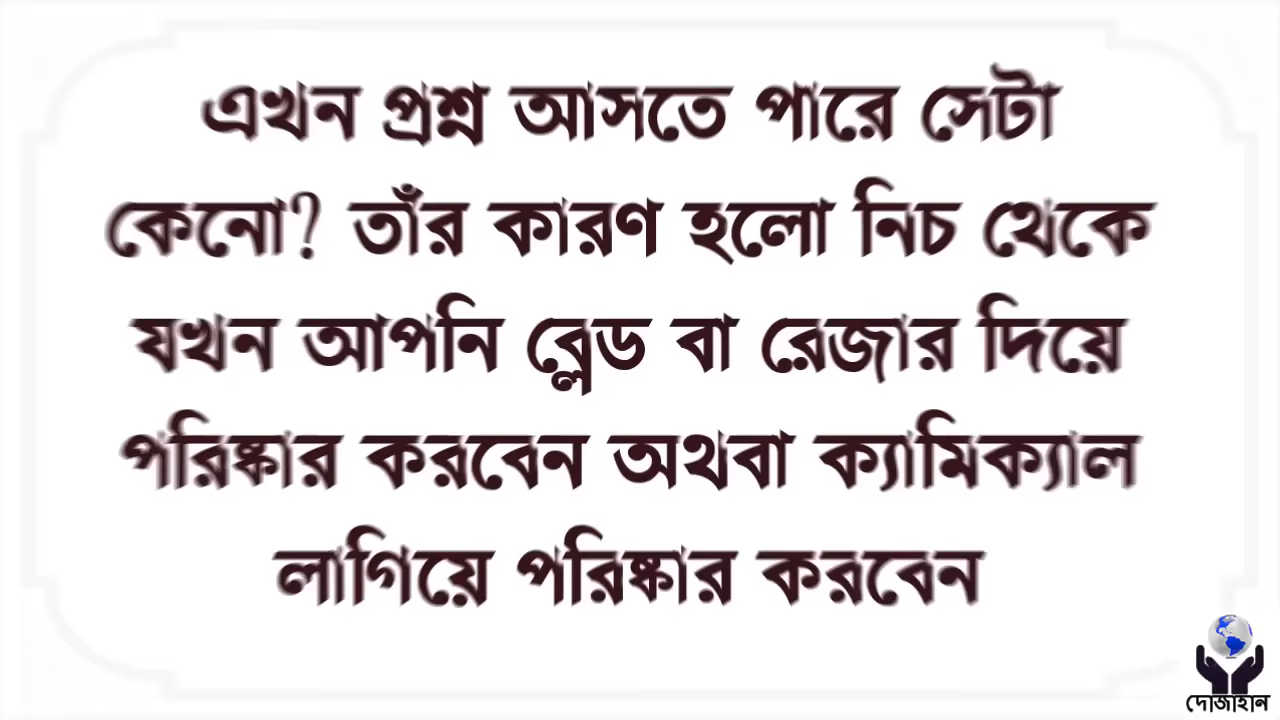 এখন প্রশ্ন আসতে পারে সেটা
কেনো? তাঁর কারণ হলো নিচ থেকে
যখন আপনি ব্লেড বা রেজার দিয়ে
পরিষ্কার করবেন অথবা ক্যামিক্যাল
লাগিয়ে পরিষ্কার করবেন
দোজাহান